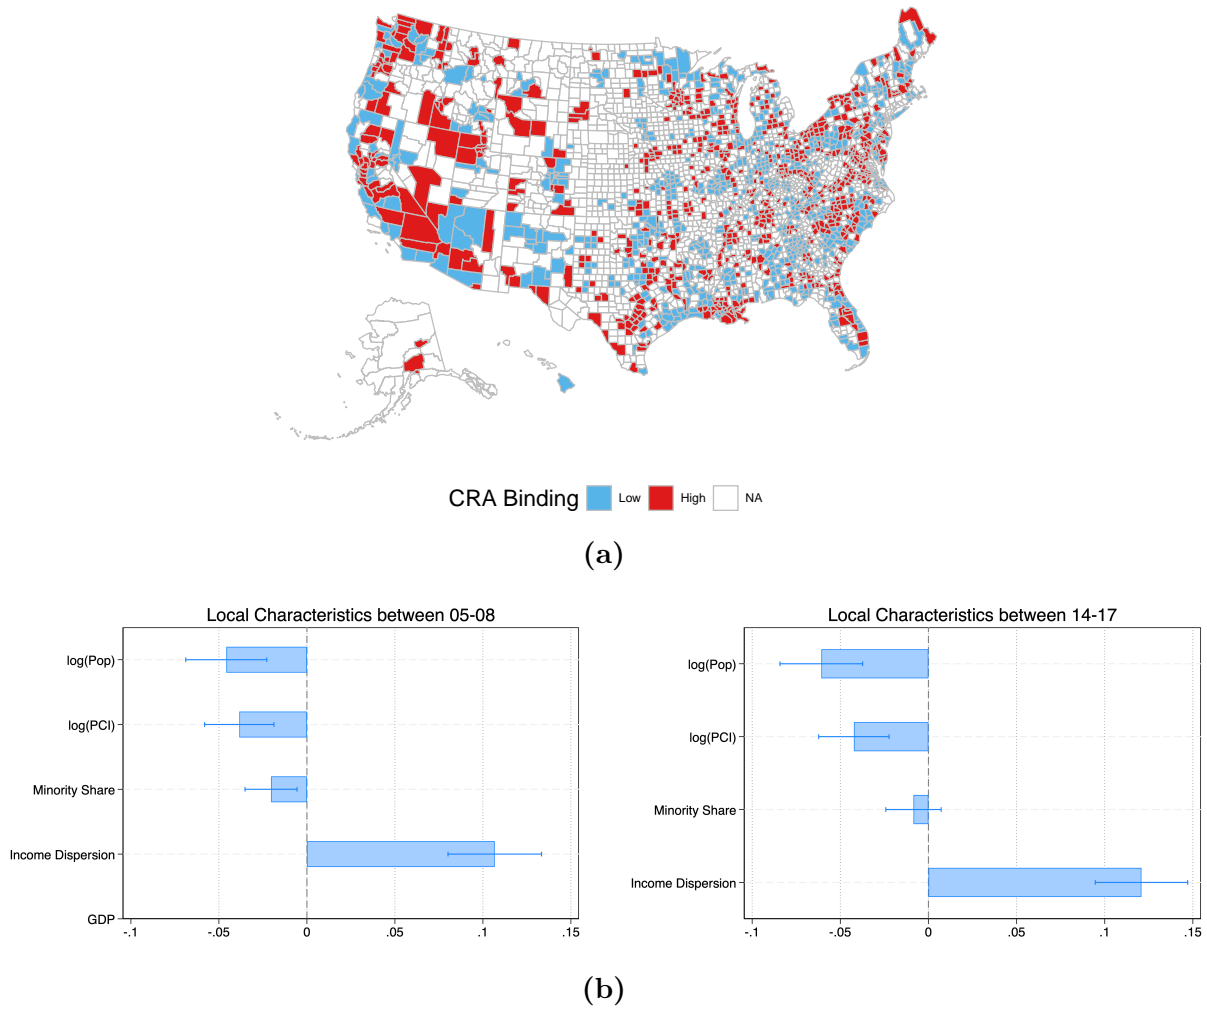 CRA Binding Low High NA
(a)
Local Characteristics between 05-08
log(Pop)
log(PCI)
Minority Share
Income Dispersion
GDP
-.1 -.05 0 .05 .1 .15
Local Characteristics between 14-17
log(Pop)
log(PCI)
Minority Share
Income Dispersion
-.1 -.05 0 .05 .1 .15
(b)